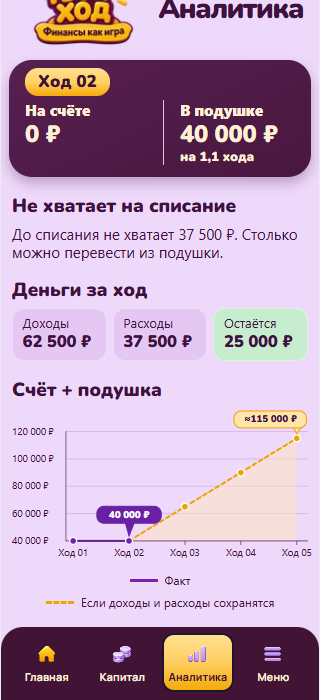 ХОД
Финансы как игра
Аналитика
Ход 02
На счёте
0 ₽
В подушке
40 000 ₽
на 1,1 хода
Не хватает на списание
До списания не хватает 37 500 ₽. Столько
можно перевести из подушки.
Деньги за ход
Доходы
62 500 ₽
Расходы
37 500 ₽
Остаётся
25 000 ₽
Счёт + подушка
≈115 000 ₽
120 000 ₽
100 000 ₽
80 000 ₽
60 000 ₽
40 000 ₽
40 000 ₽
Ход 01
Ход 02
Ход 03
Ход 04
Ход 05
Факт
Если доходы и расходы сохранятся
Главная
Капитал
Аналитика
Меню